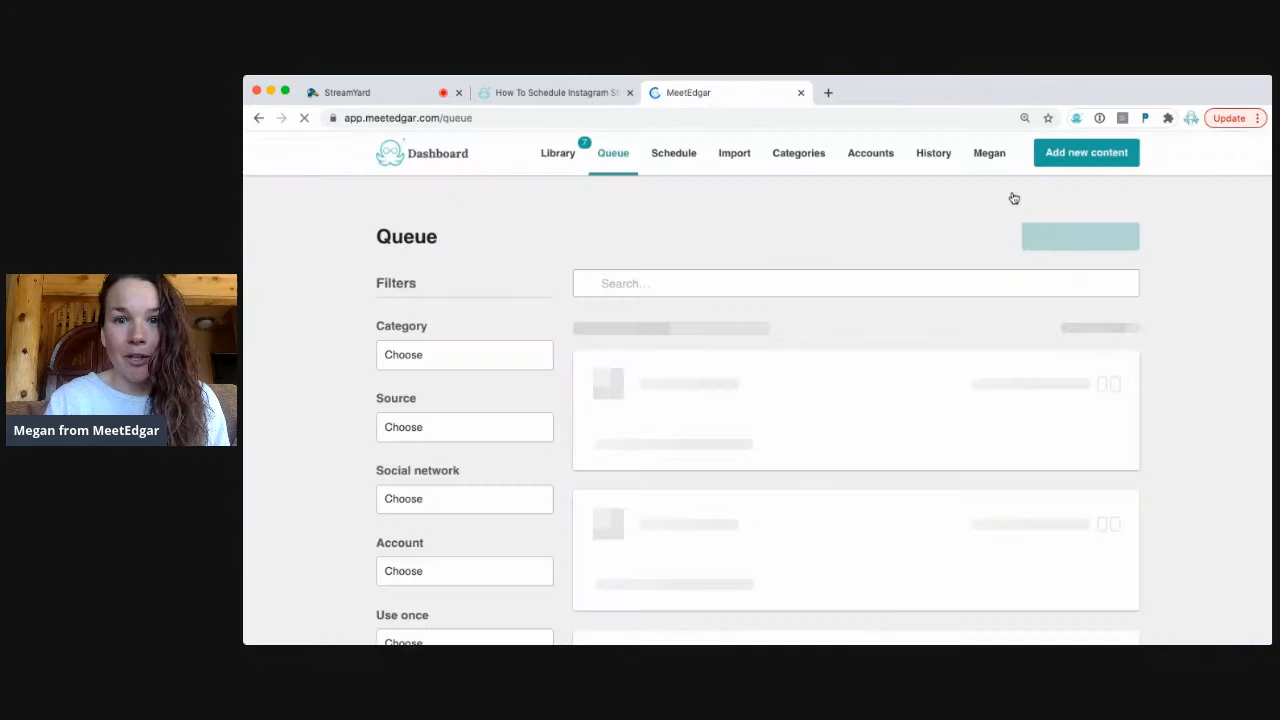 StreamYard
How To Schedule Instagram St
MeetEdgar
app.meetedgar.com/queue
Update
Dashboard
Library
7
Queue
Schedule
Import
Categories
Accounts
History
Megan
Add new content
Queue
Filters
Search...
Category
Choose
Source
Choose
Social network
Choose
Account
Choose
Use once
Choose
Megan from MeetEdgar